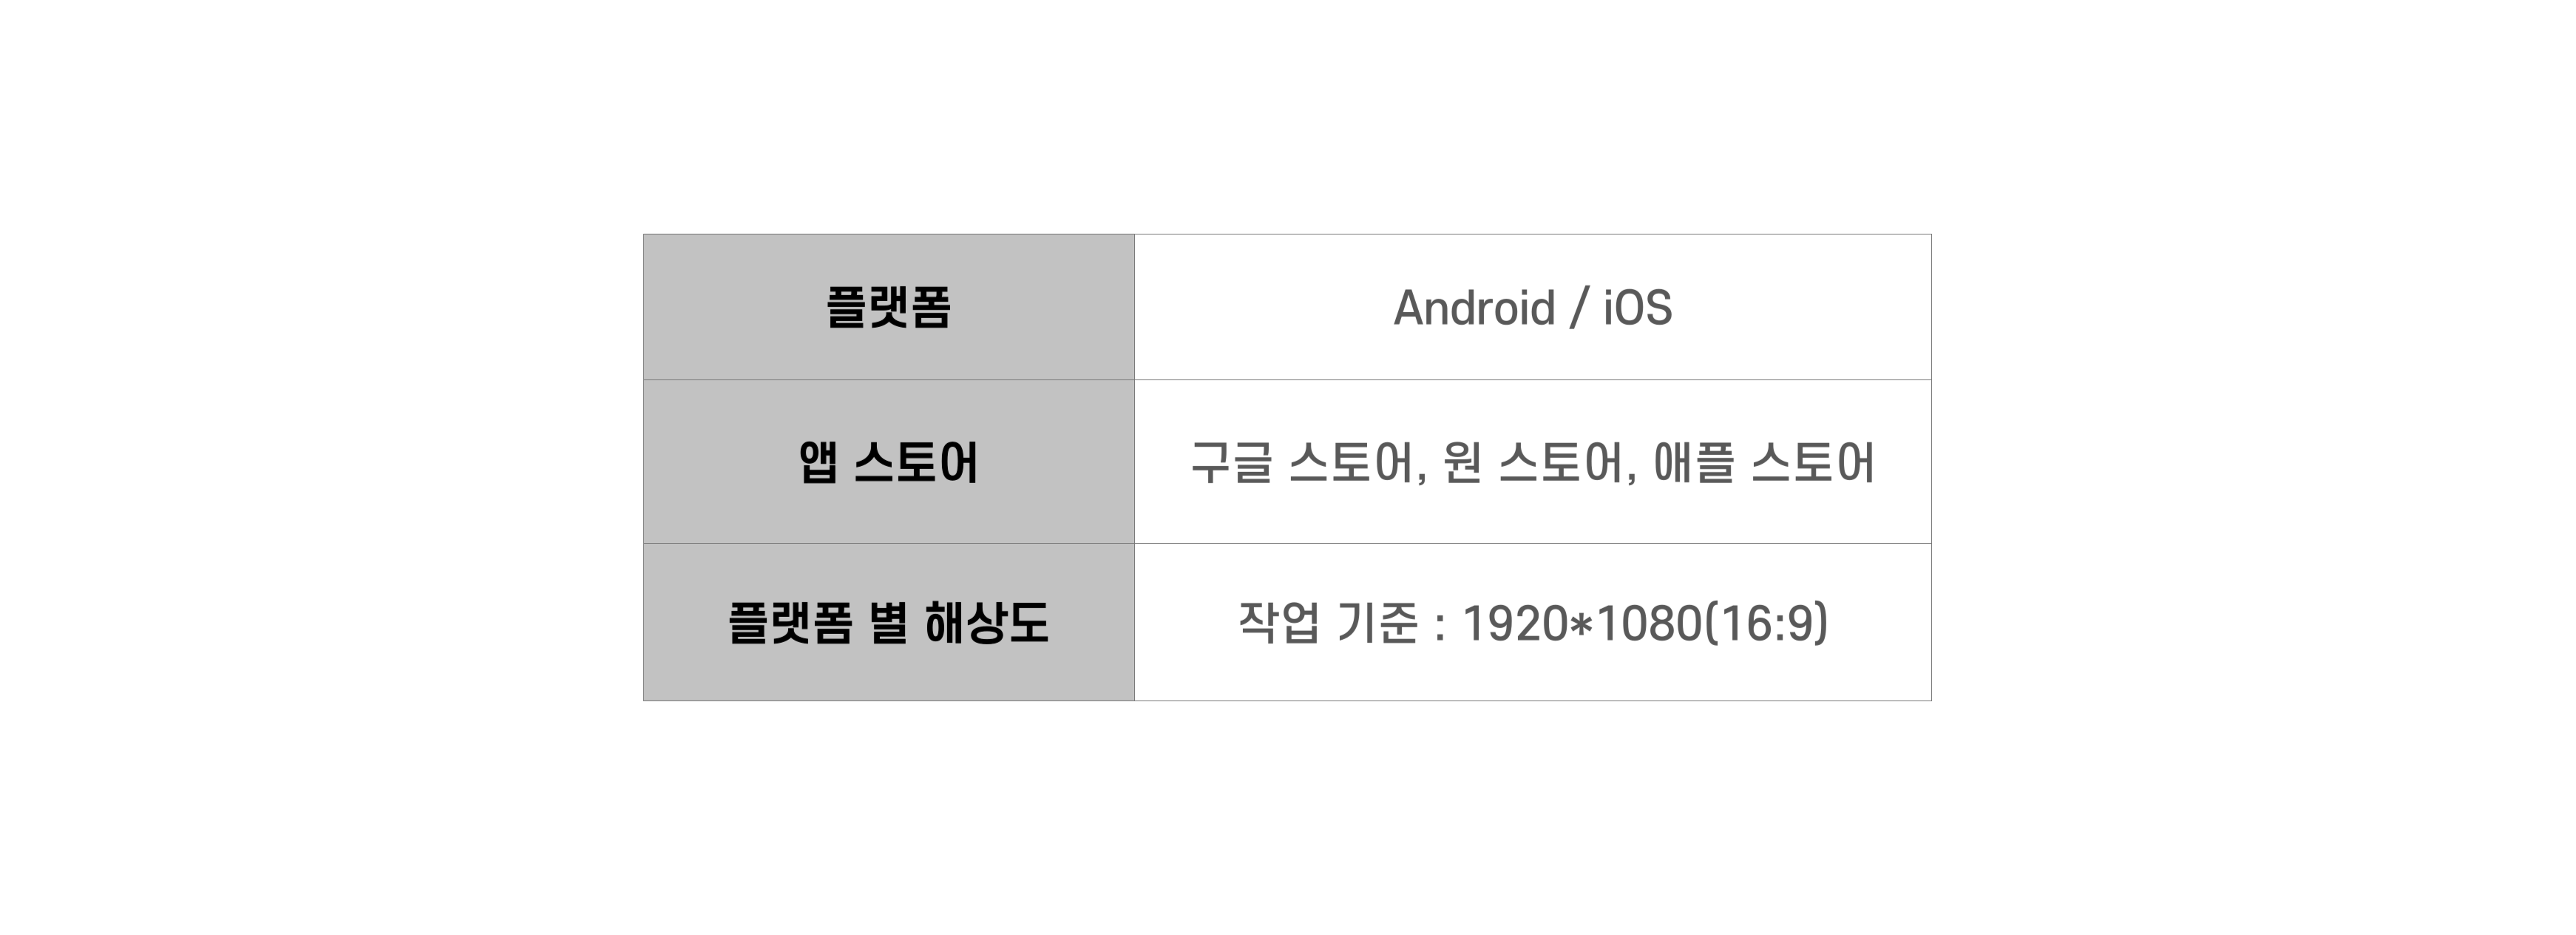 플랫폼
Android / iOS
앱 스토어
구글 스토어, 원 스토어, 애플 스토어
플랫폼 별 해상도
작업 기준 : 1920*1080(16:9)